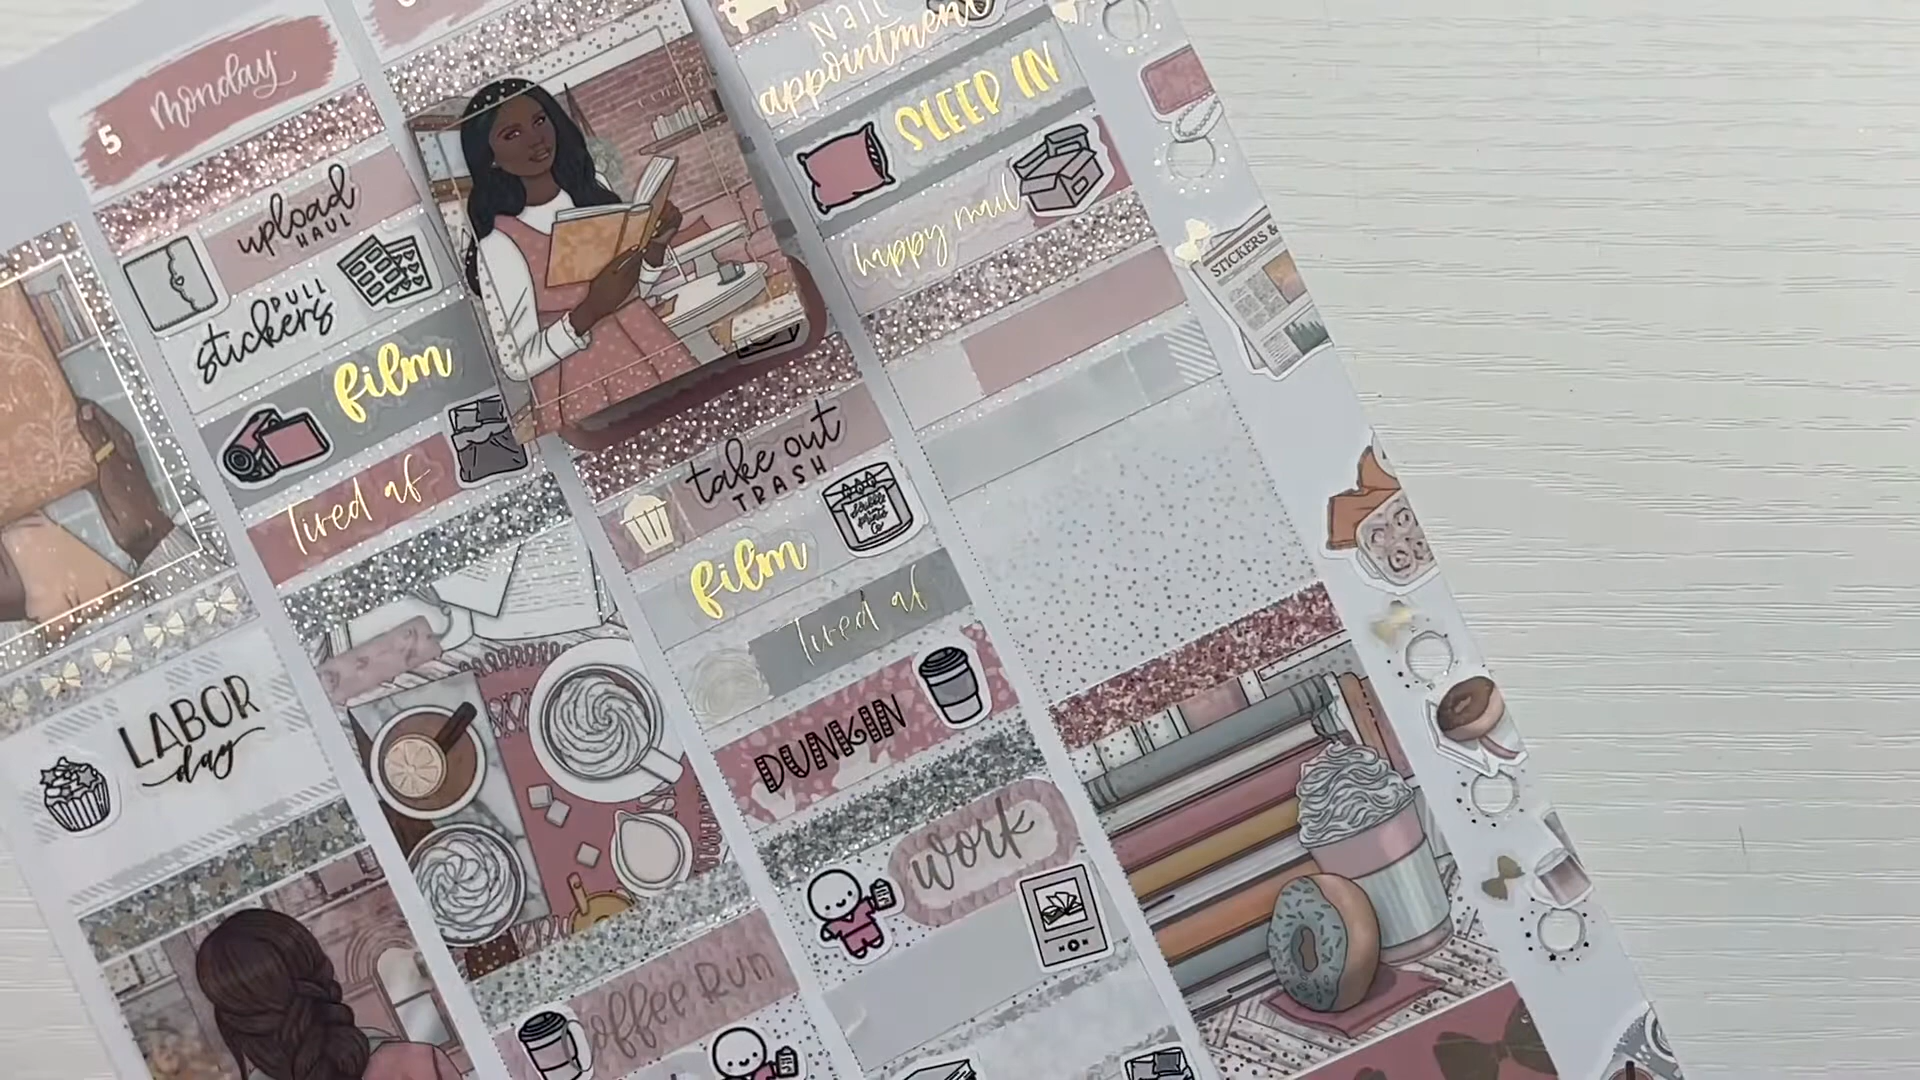 5 Monday
upload
HAUL
PULL
stickers
film
Tired af
LABOR
day
take out
TRASH
film
Tired af
DUNKIN
work
coffee Run
Nail
appointment
SLEEP IN
happy mail
STICKERS &